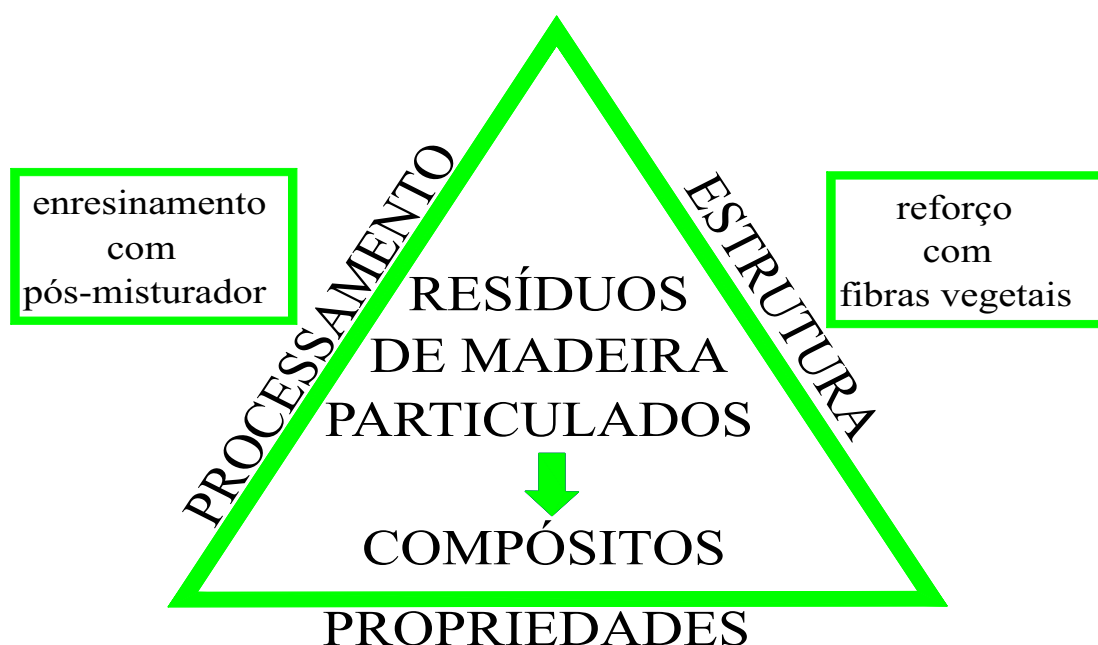 PROCESSAMENTO
ESTRUTURA
enresinamento
com
pós-misturador
reforço
com
fibras vegetais
RESÍDUOS
DE MADEIRA
PARTICULADOS
COMPÓSITOS
PROPRIEDADES